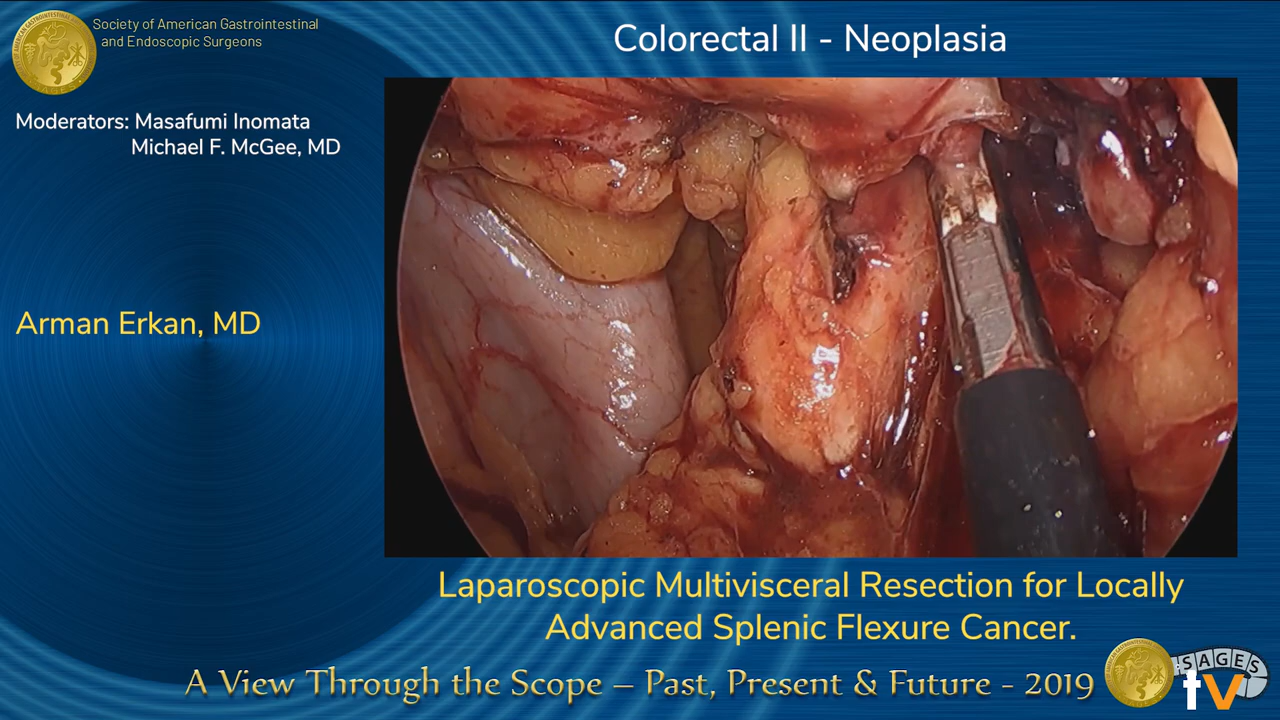 Society of American Gastrointestinal
and Endoscopic Surgeons
Colorectal II - Neoplasia
Moderators: Masafumi Inomata
Michael F. McGee, MD
Arman Erkan, MD
Laparoscopic Multivisceral Resection for Locally
Advanced Splenic Flexure Cancer.
A View Through the Scope – Past, Present & Future - 2019
SAGES
tv